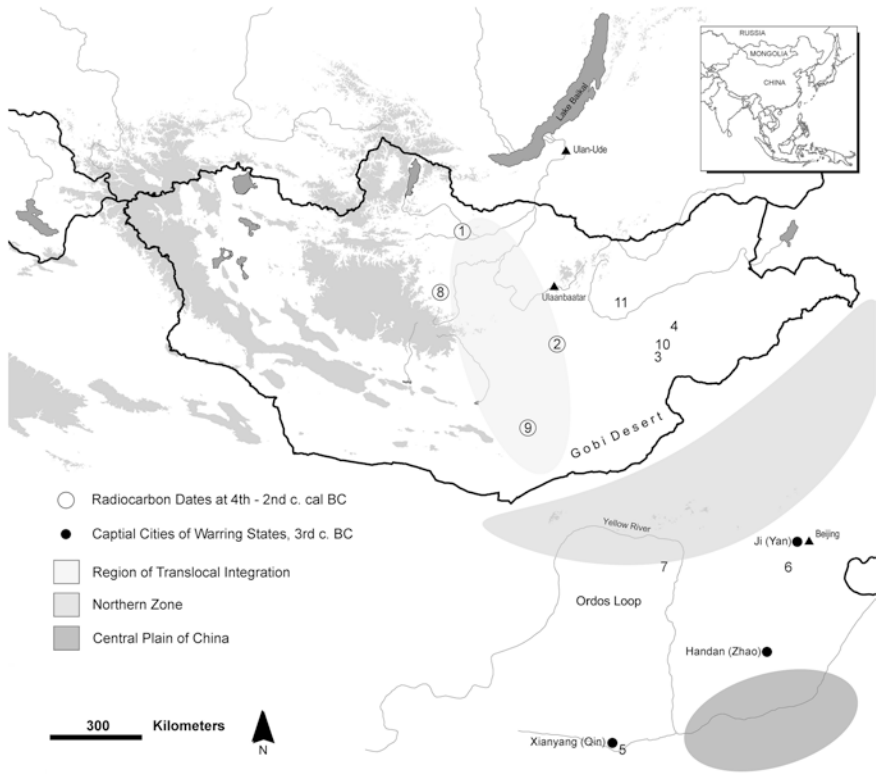 RUSSIA
MONGOLIA
CHINA
Lake Baikal
Ulan-Ude
1
8
Ulaanbaatar
11
2
4
10
3
9
Gobi Desert
Radiocarbon Dates at 4th - 2nd c. cal BC
Captial Cities of Warring States, 3rd c. BC
Region of Translocal Integration
Northern Zone
Central Plain of China
Yellow River
Ji (Yan)
Beijing
7
6
Ordos Loop
Handan (Zhao)
300 Kilometers
N
Xianyang (Qin)
5